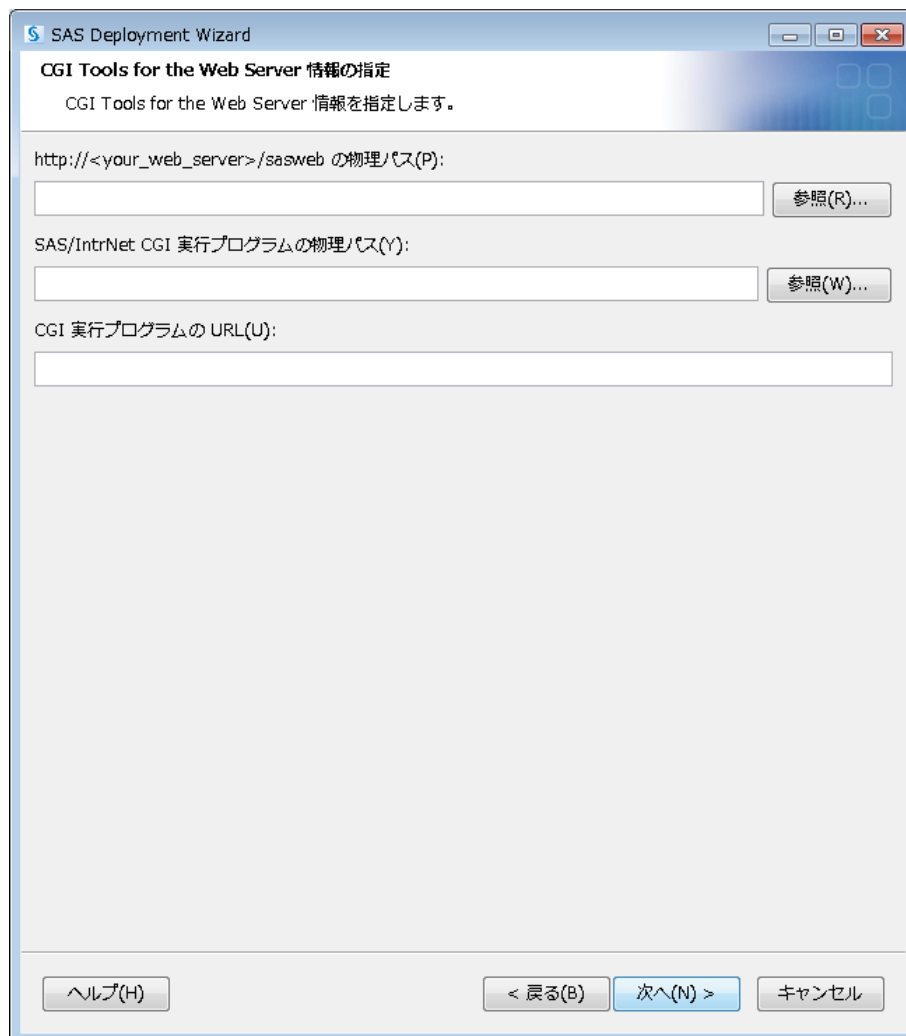 SAS Deployment Wizard
CGI Tools for the Web Server 情報の指定
CGI Tools for the Web Server 情報を指定します。
http://<your_web_server>/sasweb の物理パス(P):
参照(R)...
SAS/IntrNet CGI 実行プログラムの物理パス(Y):
参照(W)...
CGI 実行プログラムの URL(U):
ヘルプ(H)
< 戻る(B)
次へ(N) >
キャンセル